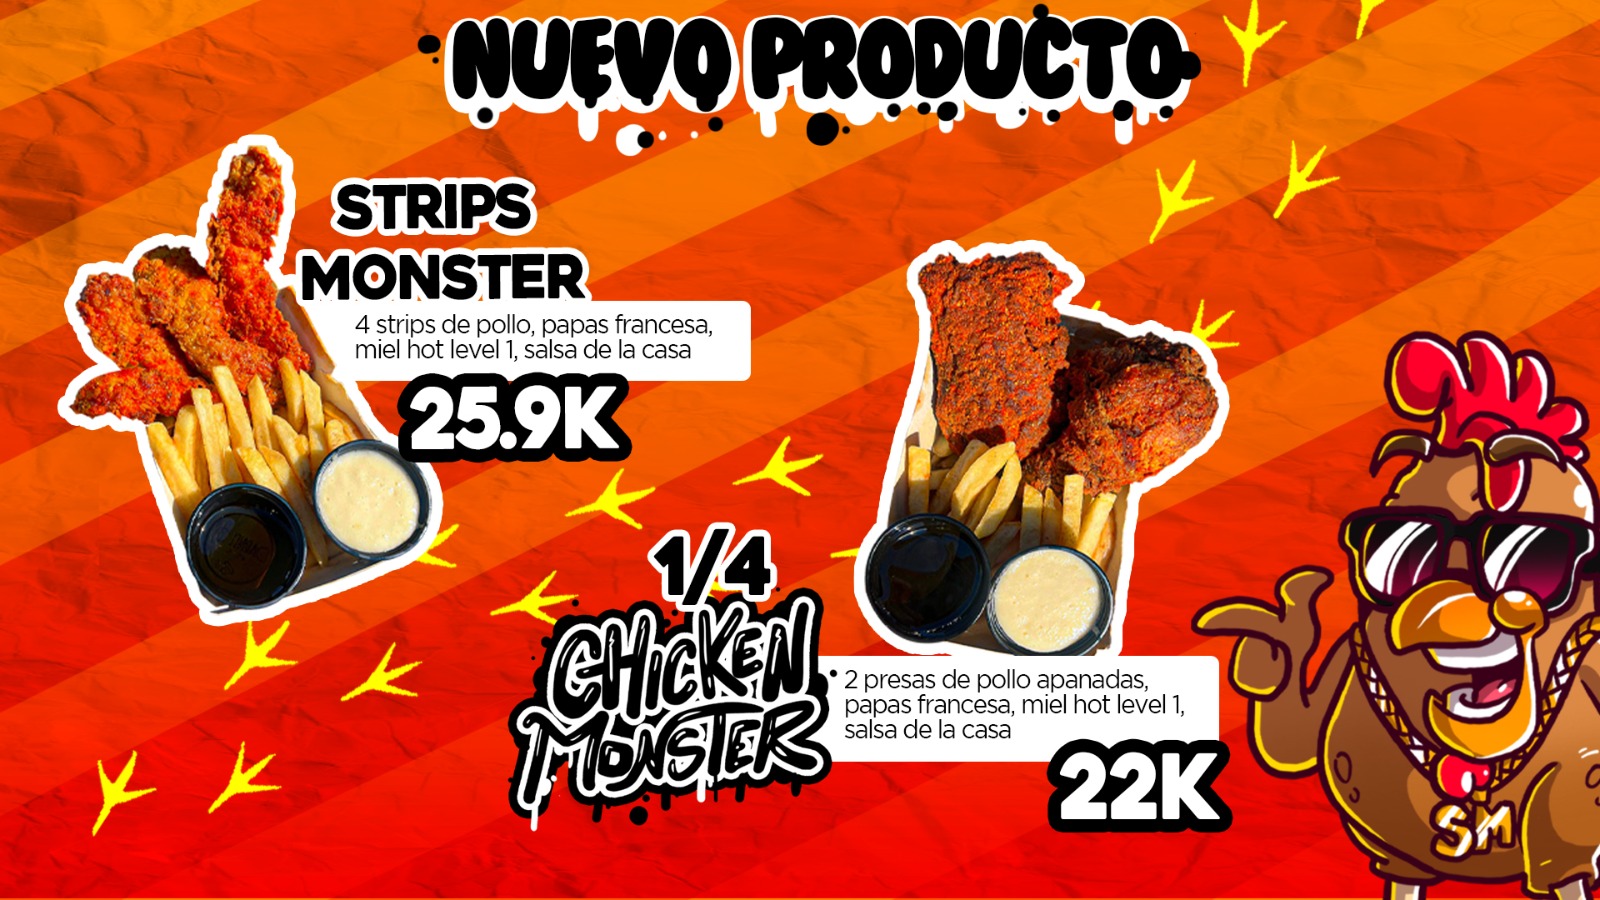 NUEVO PRODUCTO
STRIPS
MONSTER
4 strips de pollo, papas francesa,
miel hot level 1, salsa de la casa
25.9K
1/4
CHICKEN
MONSTER
2 presas de pollo apanadas,
papas francesa, miel hot level 1,
salsa de la casa
22K
SM